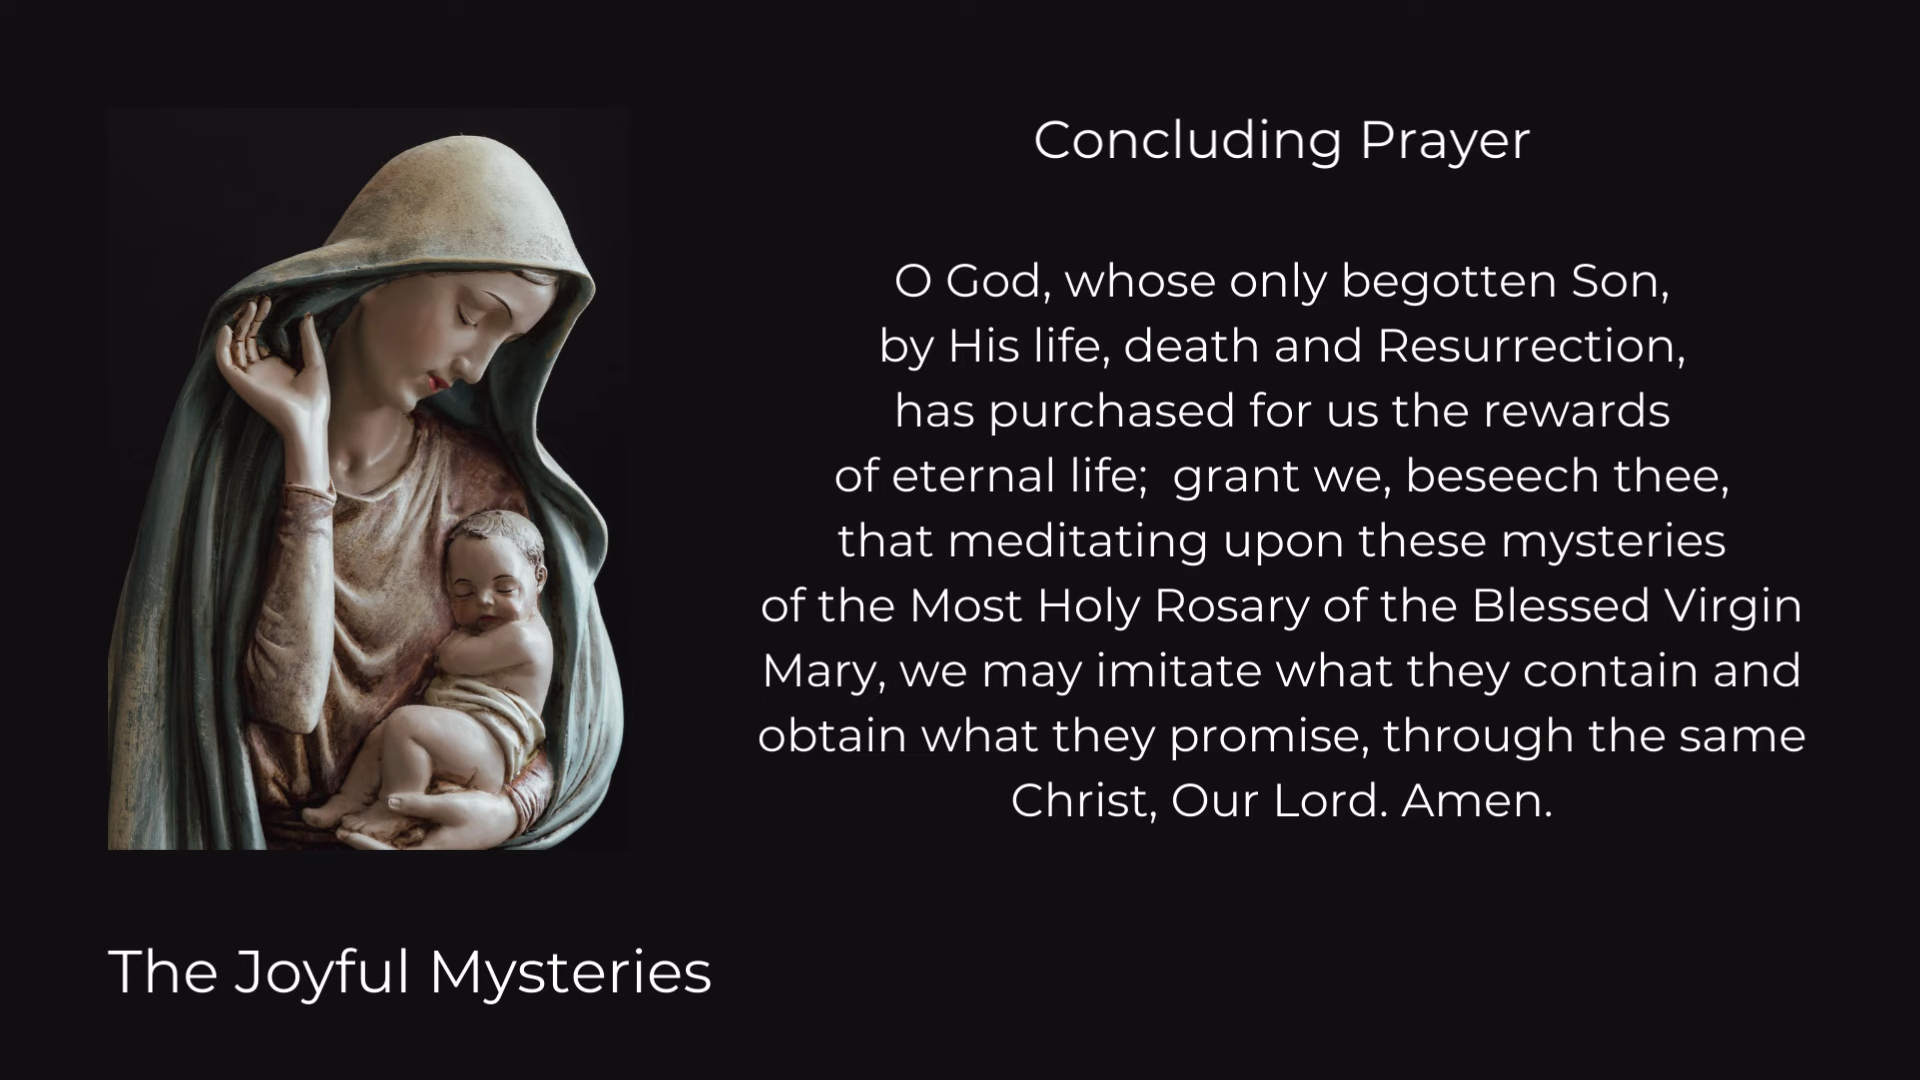 Concluding Prayer
O God, whose only begotten Son,
by His life, death and Resurrection,
has purchased for us the rewards
of eternal life;  grant we, beseech thee,
that meditating upon these mysteries
of the Most Holy Rosary of the Blessed Virgin
Mary, we may imitate what they contain and
obtain what they promise, through the same
Christ, Our Lord. Amen.
The Joyful Mysteries